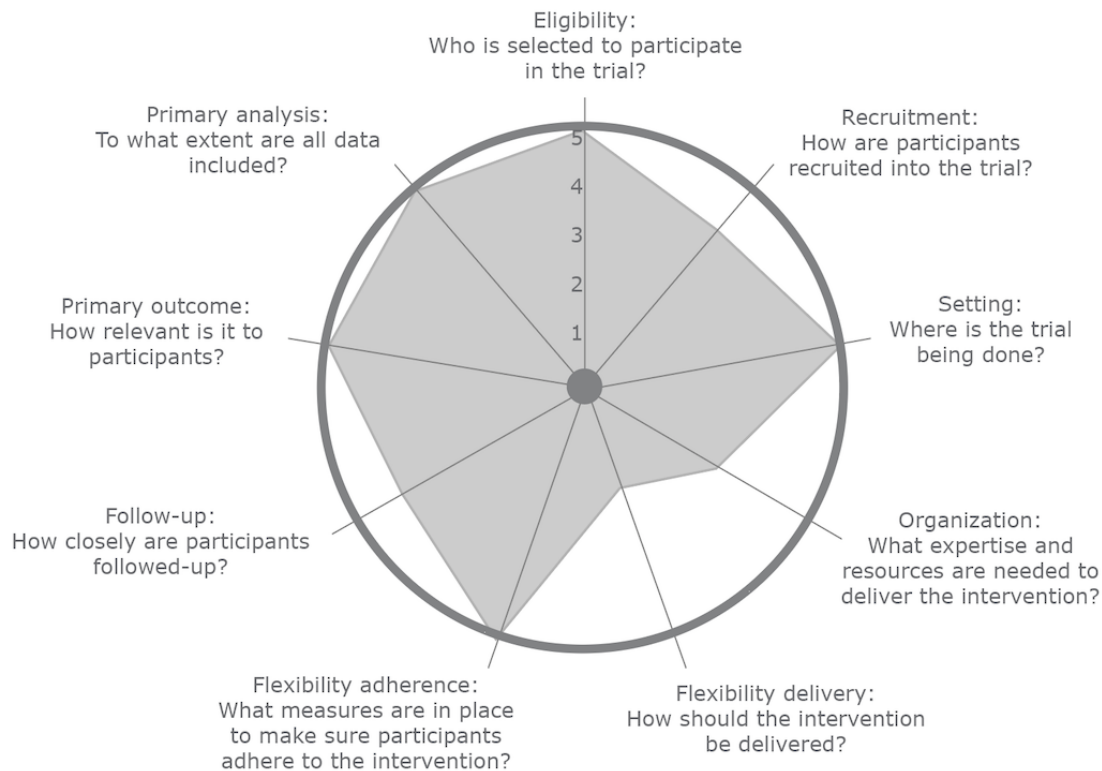 Eligibility:
Who is selected to participate
in the trial?
Primary analysis:
To what extent are all data
included?
Recruitment:
How are participants
recruited into the trial?
5
4
3
2
1
Primary outcome:
How relevant is it to
participants?
Setting:
Where is the trial
being done?
Follow-up:
How closely are participants
followed-up?
Organization:
What expertise and
resources are needed to
deliver the intervention?
Flexibility adherence:
What measures are in place
to make sure participants
adhere to the intervention?
Flexibility delivery:
How should the intervention
be delivered?